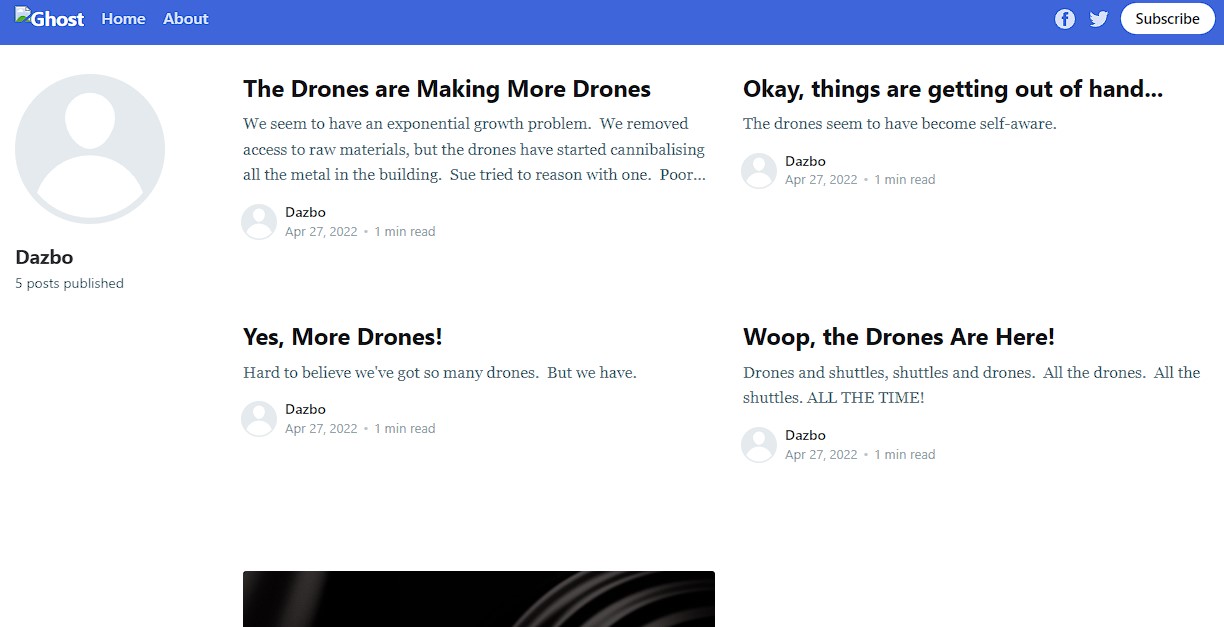 Ghost Home About Subscribe
Dazbo
5 posts published
The Drones are Making More Drones
We seem to have an exponential growth problem.  We removed
access to raw materials, but the drones have started cannibalising
all the metal in the building.  Sue tried to reason with one.  Poor...
Dazbo
Apr 27, 2022 • 1 min read
Okay, things are getting out of hand...
The drones seem to have become self-aware.
Dazbo
Apr 27, 2022 • 1 min read
Yes, More Drones!
Hard to believe we've got so many drones.  But we have.
Dazbo
Apr 27, 2022 • 1 min read
Woop, the Drones Are Here!
Drones and shuttles, shuttles and drones.  All the drones.  All the
shuttles. ALL THE TIME!
Dazbo
Apr 27, 2022 • 1 min read